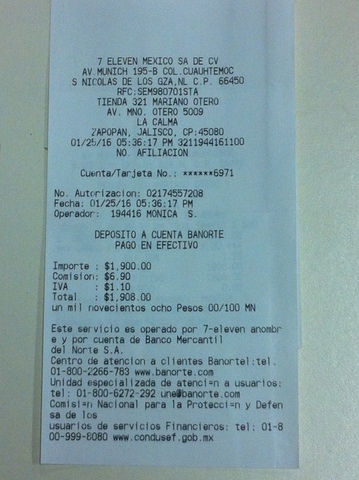 7 ELEVEN MEXICO SA DE CV
AV.MUNICH 195-B COL.CUAUHTEMOC
S NICOLAS DE LOS GZA,NL C.P. 66450
RFC:SEM980701STA
TIENDA 321 MARIANO OTERO
AV. MNO. OTERO 5009
LA CALMA
ZAPOPAN, JALISCO, CP:45080
01/25/16 05:36:17 PM 3211944161100
NO. AFILIACION
Cuenta/Tarjeta No.: ******6971
No. Autorizacion: 02174557208
Fecha: 01/25/16 05:36:17 PM
Operador:  194416 MONICA  S.
DEPOSITO A CUENTA BANORTE
PAGO EN EFECTIVO
Importe : $1,900.00
Comision: $6.90
IVA     : $1.10
Total   : $1,908.00
un mil novecientos ocho Pesos 00/100 MN
Este servicio es operado por 7-eleven anombr
e y por cuenta de Banco Mercantil
del Norte S.A.
Centro de atencion a clientes Banortel:tel.
01-800-2266-783 www.banorte.com
Unidad especializada de atenci=n a usuarios:
tel: 01-800-6272-292 une@banorte.com
Comisi=n Nacional para la Protecci=n y Defen
sa de los
usuarios de servicios Financieros: tel: 01-8
00-999-8080 www.condusef.gob.mx